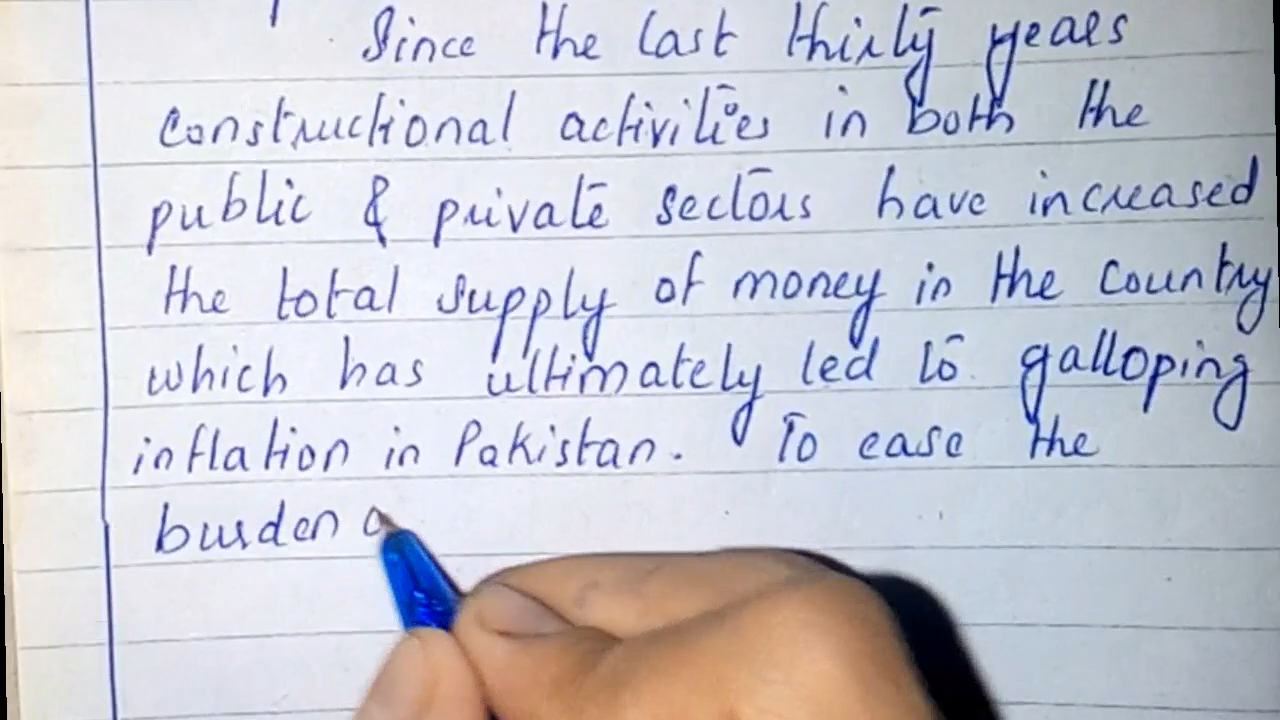 Since the last thirty years
constructional activities in both the
public & private sectors have increased
the total supply of money in the country
which has ultimately led to galloping
inflation in Pakistan. To ease the
burden